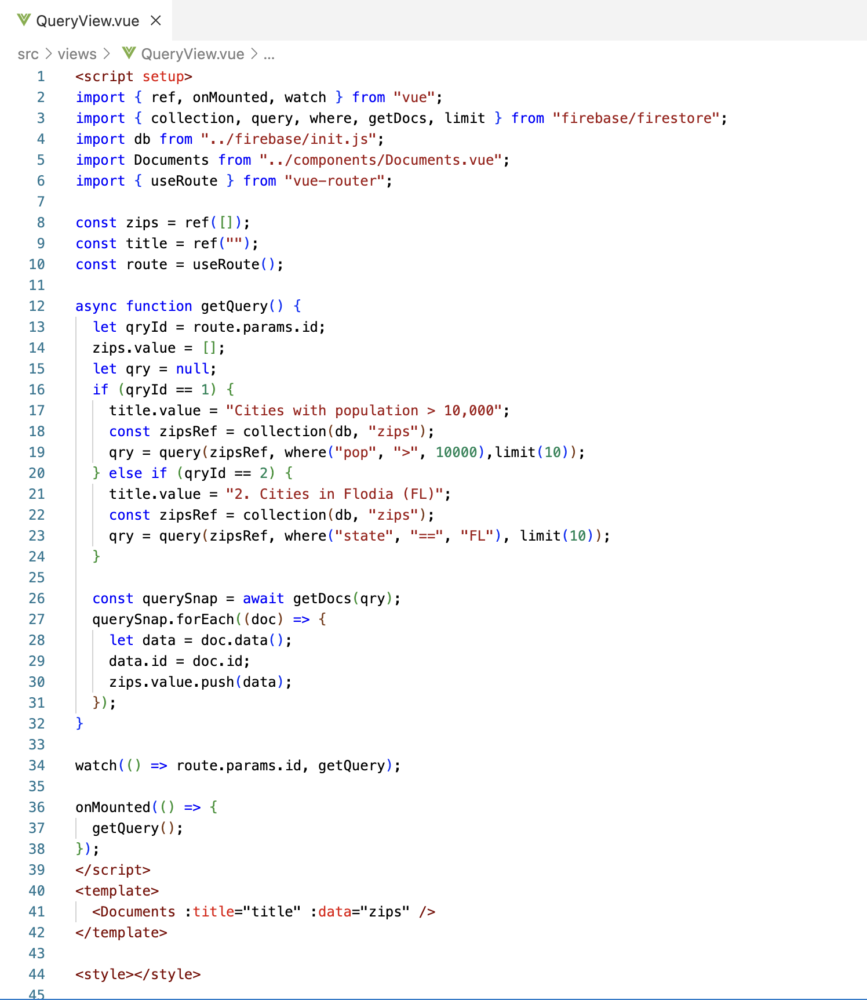 QueryView.vue ×
src > views > QueryView.vue > ...
1 <script setup>
2 import { ref, onMounted, watch } from "vue";
3 import { collection, query, where, getDocs, limit } from "firebase/firestore";
4 import db from "../firebase/init.js";
5 import Documents from "../components/Documents.vue";
6 import { useRoute } from "vue-router";
7
8 const zips = ref([]);
9 const title = ref("");
10 const route = useRoute();
11
12 async function getQuery() {
13   let qryId = route.params.id;
14   zips.value = [];
15   let qry = null;
16   if (qryId == 1) {
17     title.value = "Cities with population > 10,000";
18     const zipsRef = collection(db, "zips");
19     qry = query(zipsRef, where("pop", ">", 10000),limit(10));
20   } else if (qryId == 2) {
21     title.value = "2. Cities in Flodia (FL)";
22     const zipsRef = collection(db, "zips");
23     qry = query(zipsRef, where("state", "==", "FL"), limit(10));
24   }
25
26   const querySnap = await getDocs(qry);
27   querySnap.forEach((doc) => {
28     let data = doc.data();
29     data.id = doc.id;
30     zips.value.push(data);
31   });
32 }
33
34 watch(() => route.params.id, getQuery);
35
36 onMounted(() => {
37   getQuery();
38 });
39 </script>
40 <template>
41   <Documents :title="title" :data="zips" />
42 </template>
43
44 <style></style>
45